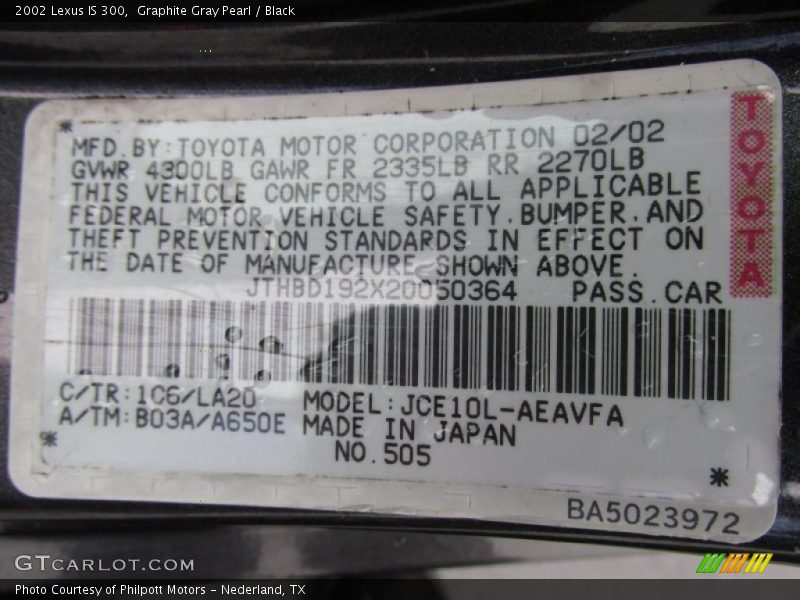 2002 Lexus IS 300,  Graphite Gray Pearl / Black
MFD. BY: TOYOTA MOTOR CORPORATION 02/02
GVWR 4300LB GAWR FR 2335LB RR 2270LB
THIS VEHICLE CONFORMS TO ALL APPLICABLE
FEDERAL MOTOR VEHICLE SAFETY. BUMPER. AND
THEFT PREVENTION STANDARDS IN EFFECT ON
THE DATE OF MANUFACTURE SHOWN ABOVE.
JTHBD192X20050364 PASS. CAR
TOYOTA
C/TR: 1C6/LA20 MODEL: JCE10L-AEAVFA
A/TM: B03A/A650E MADE IN JAPAN
NO. 505
BA5023972
GTCARLOT.COM
Photo Courtesy of Philpott Motors - Nederland, TX